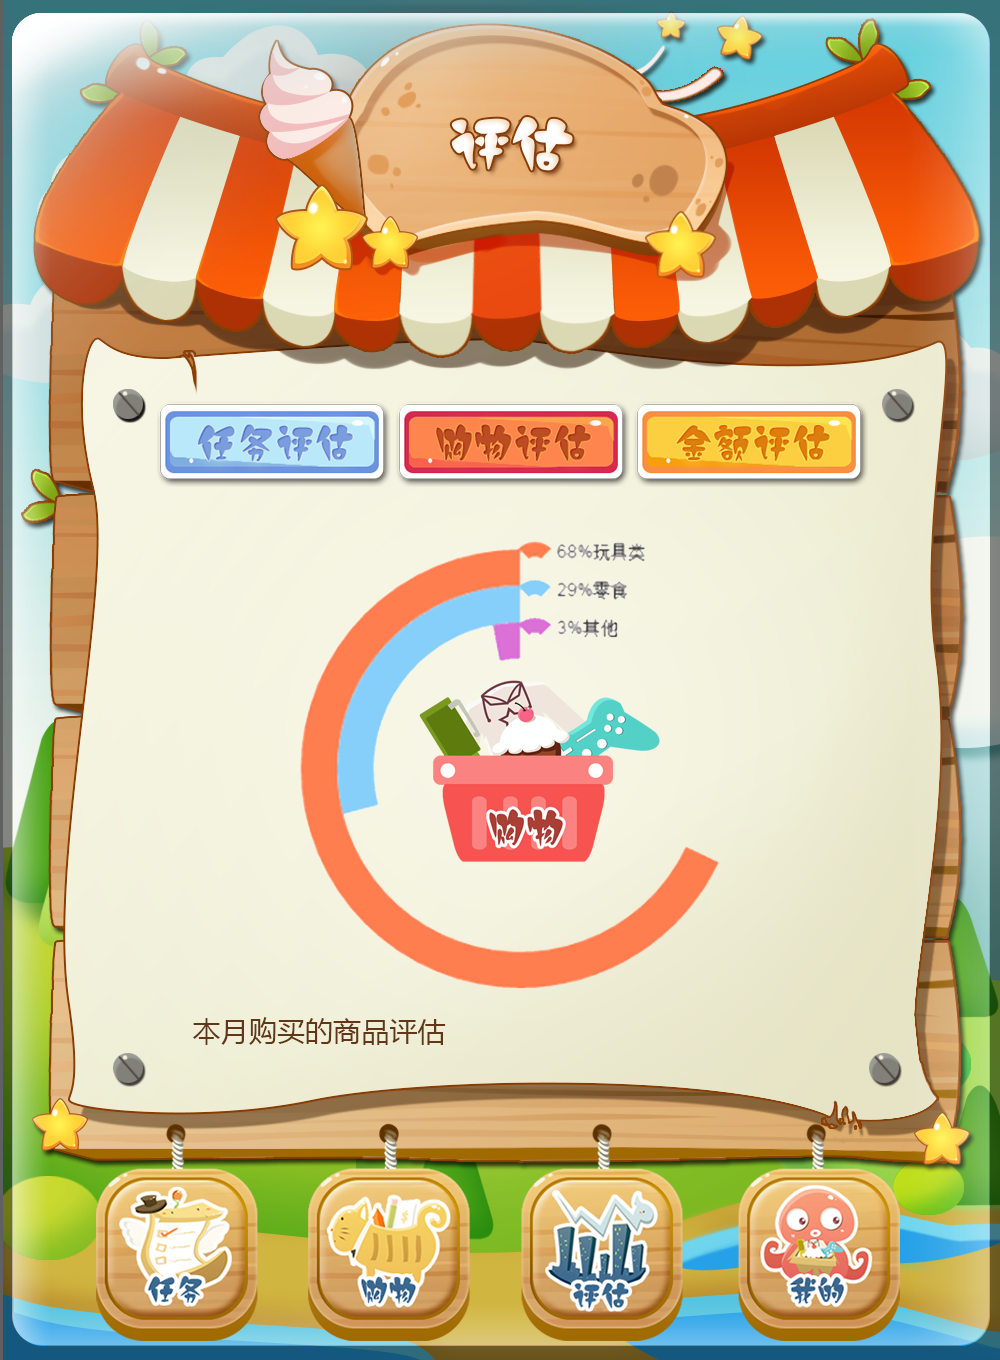 评估
任务评估
购物评估
金额评估
68%玩具类
29%零食
3%其他
购物
本月购买的商品评估
任务
购物
评估
我的